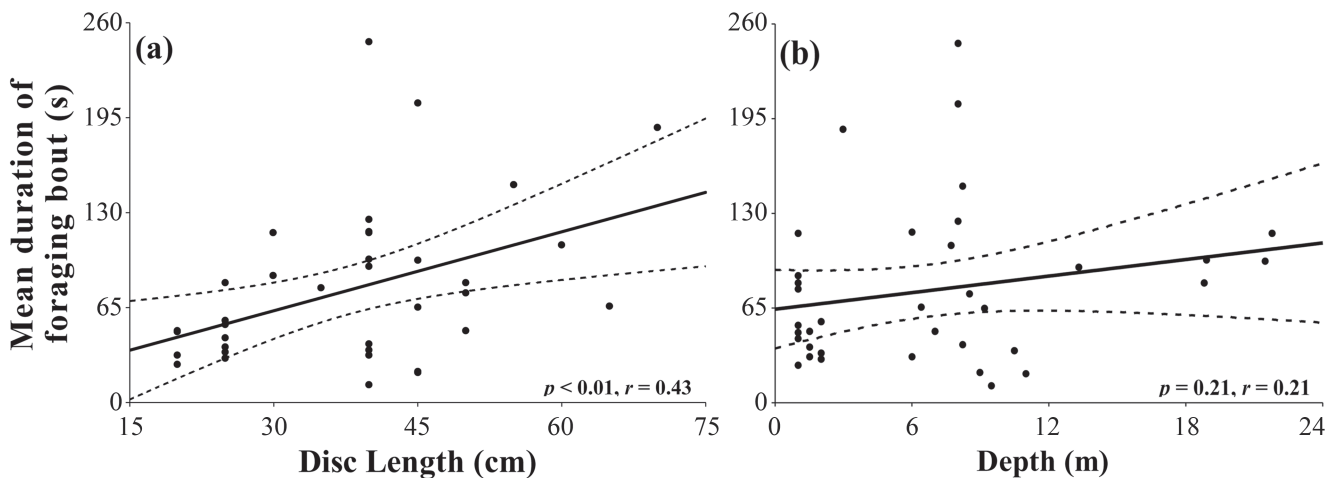 Mean duration of
foraging bout (s)
(a)
260
195
130
65
0
p < 0.01, r = 0.43
15 30 45 60 75
Disc Length (cm)
(b)
260
195
130
65
0
p = 0.21, r = 0.21
0 6 12 18 24
Depth (m)